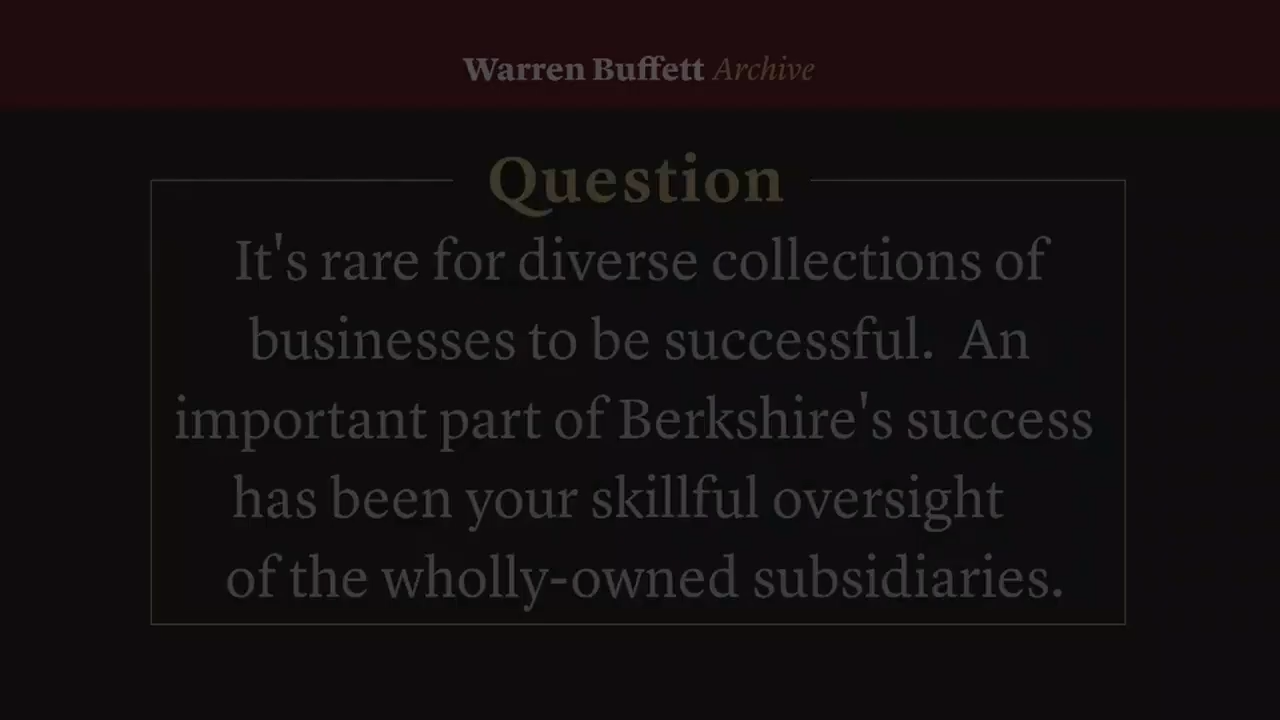 Warren Buffett Archive
Question
It's rare for diverse collections of
businesses to be successful.  An
important part of Berkshire's success
has been your skillful oversight
of the wholly-owned subsidiaries.